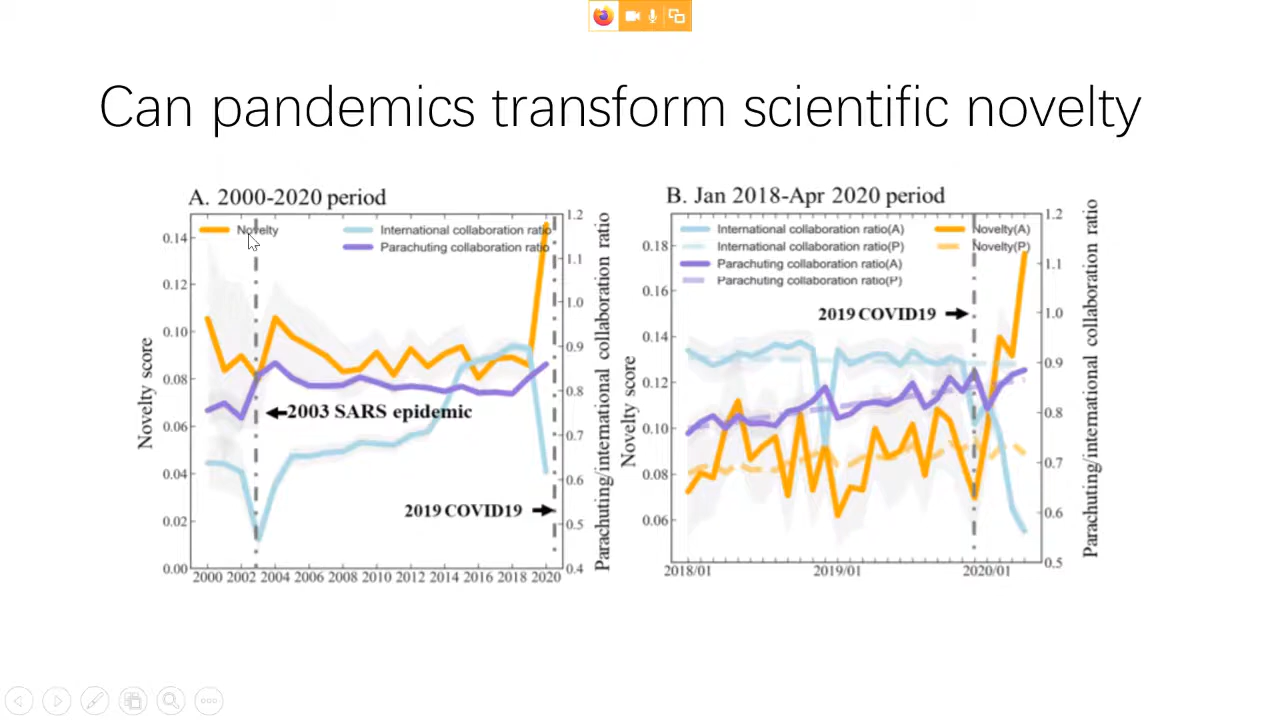 Can pandemics transform scientific novelty
A. 2000-2020 period
Novelty
International collaboration ratio
Parachuting collaboration ratio
Novelty score
0.14
0.12
0.10
0.08
0.06
0.04
0.02
0.00
2003 SARS epidemic
2019 COVID19
2000 2002 2004 2006 2008 2010 2012 2014 2016 2018 2020
1.2
1.1
1.0
0.9
0.8
0.7
0.6
0.5
0.4
Parachuting/international collaboration ratio
B. Jan 2018-Apr 2020 period
International collaboration ratio(A)
International collaboration ratio(P)
Parachuting collaboration ratio(A)
Parachuting collaboration ratio(P)
Novelty(A)
Novelty(P)
2019 COVID19
Novelty score
0.18
0.16
0.14
0.12
0.10
0.08
0.06
2018/01 2019/01 2020/01
1.2
1.1
1.0
0.9
0.8
0.7
0.6
0.5
Parachuting/international collaboration ratio